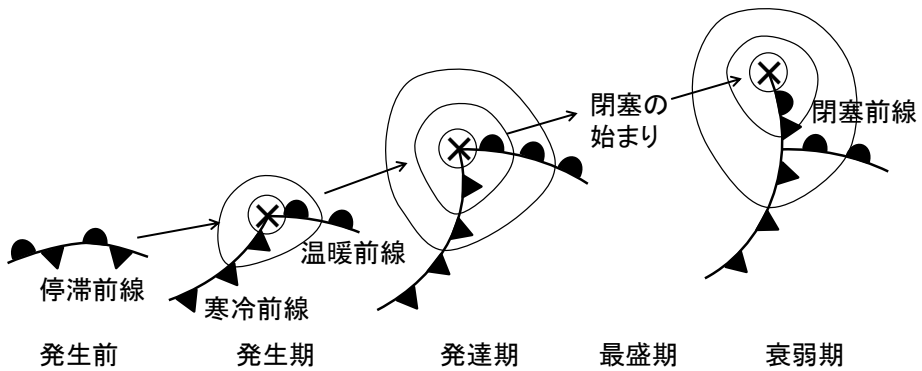 閉塞の
始まり
閉塞前線
温暖前線
停滞前線
寒冷前線
発生前
発生期
発達期
最盛期
衰弱期